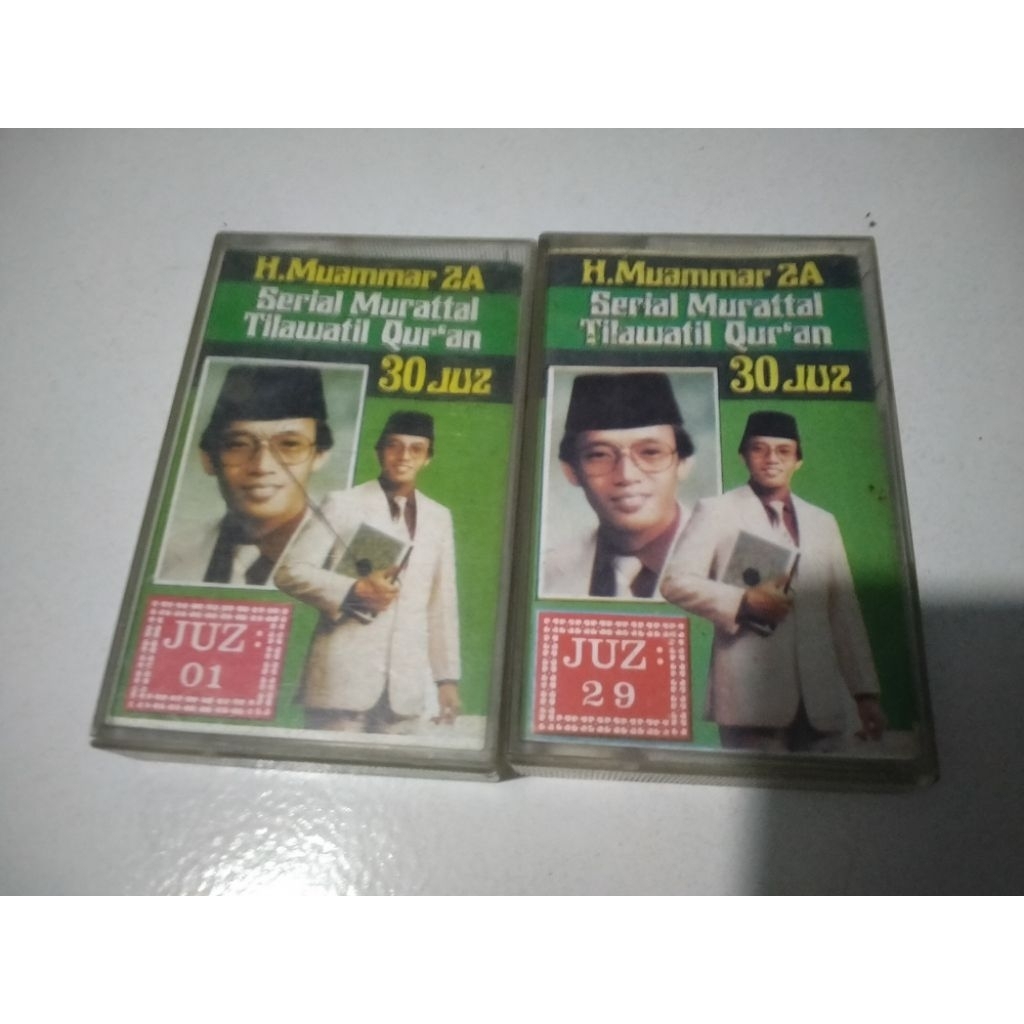 H.Muammar ZA
Serial Murattal
Tilawatil Qur'an
30 JUZ
JUZ:
01
H.Muammar ZA
Serial Murattal
Tilawatil Qur'an
30 JUZ
JUZ:
29